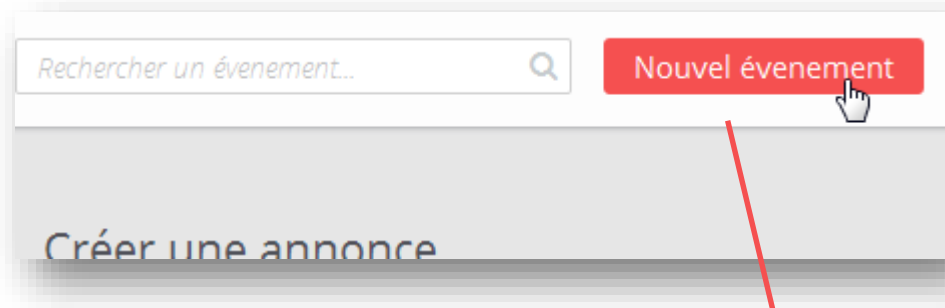 Rechercher un évenement...
Nouvel évenement
Créer une annonce